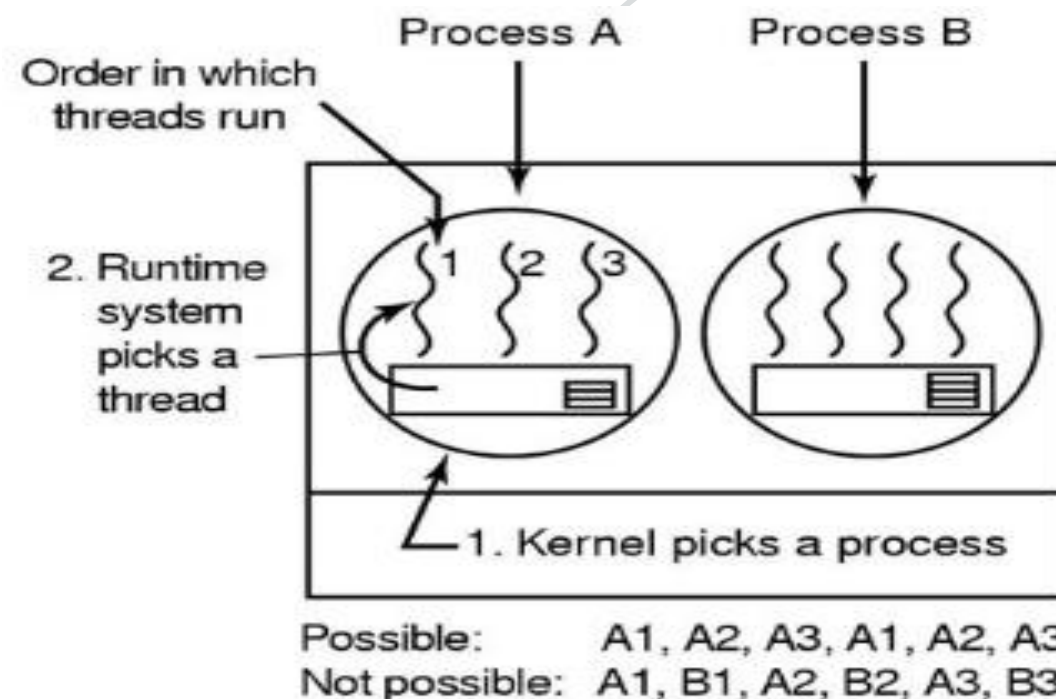 Process A
Process B
Order in which
threads run
1
2
3
2. Runtime
system
picks a
thread
1. Kernel picks a process
Possible: A1, A2, A3, A1, A2, A3
Not possible: A1, B1, A2, B2, A3, B3